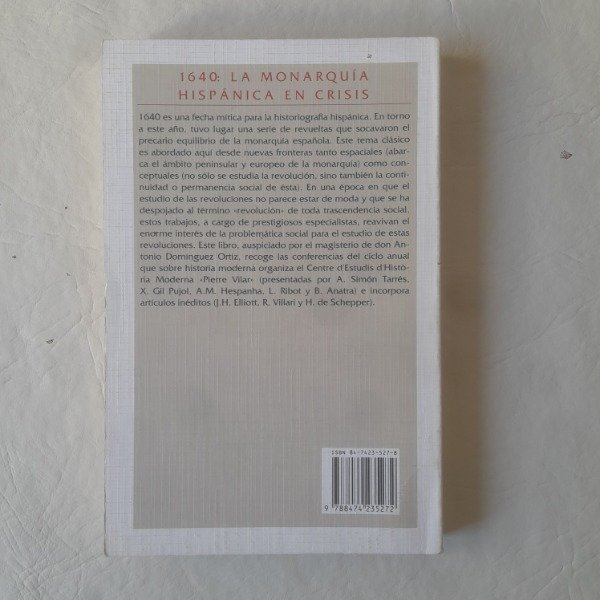 1640: LA MONARQUÍA
HISPÁNICA EN CRISIS
1640 es una fecha mítica para la historiografía hispánica. En torno
a este año, tuvo lugar una serie de revueltas que socavaron el
precario equilibrio de la monarquía española. Este tema clásico
es abordado aquí desde nuevas fronteras tanto espaciales (abar-
ca el ámbito peninsular y europeo de la monarquía) como con-
ceptuales (no sólo se estudia la revolución, sino también la conti-
nuidad o permanencia social de ésta). En una época en que el
estudio de las revoluciones no parece estar de moda y que se
ha despojado al término «revolución» de toda trascendencia social,
estos trabajos, a cargo de prestigiosos especialistas, reavivan el
enorme interés de la problemática social para el estudio de estas
revoluciones. Este libro, auspiciado por el magisterio de don An-
tonio Domínguez Ortiz, recoge las conferencias del ciclo anual
que sobre historia moderna organiza el Centre d'Estudis d'Histò-
ria Moderna «Pierre Vilar» (presentadas por A. Simón Tarrés,
X. Gil Pujol, A.M. Hespanha, L. Ribot y B. Anatra) e incorpora
artículos inéditos (J.H. Elliott, R. Villari y H. de Schepper).
ISBN 84-7423-527-8
9 788474 235272